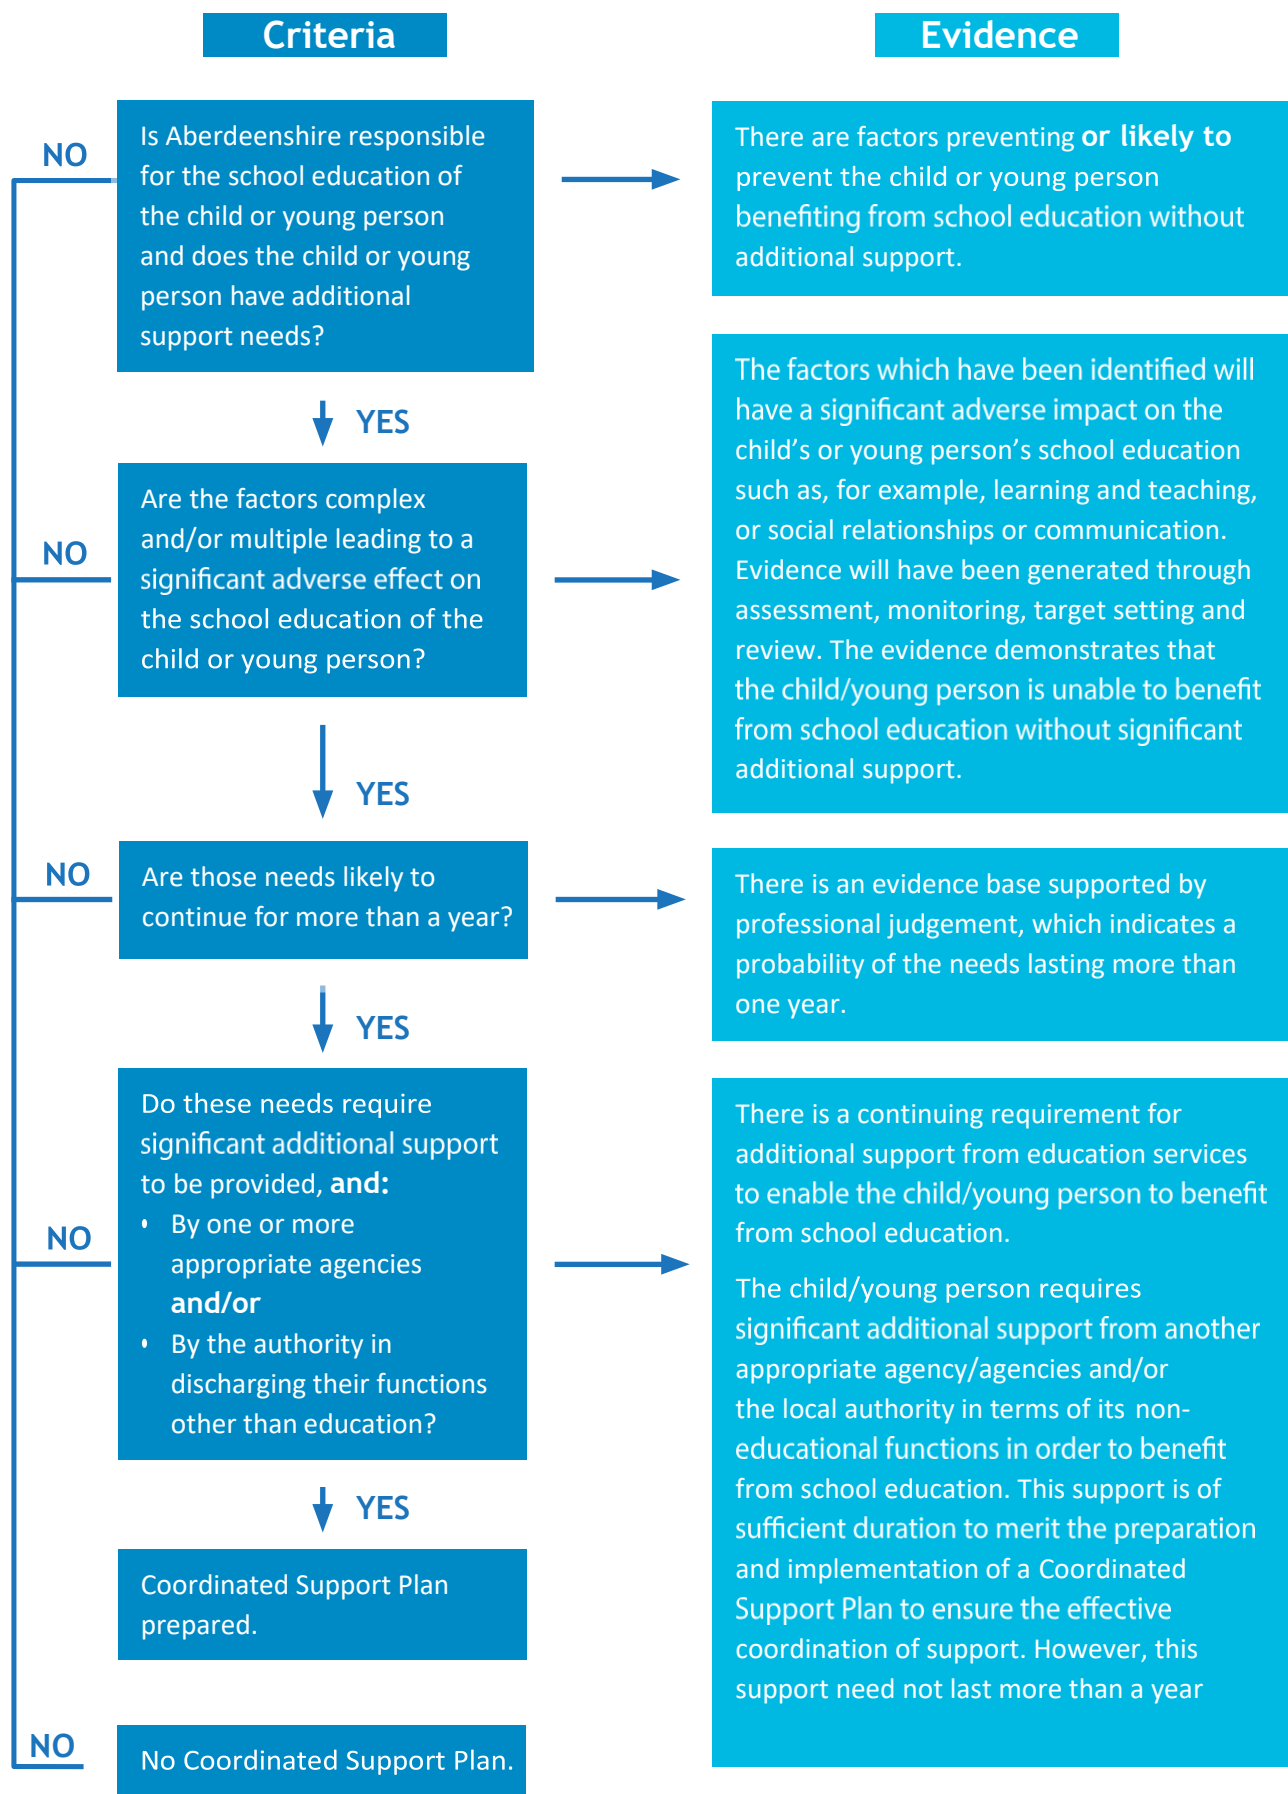 Criteria
Evidence
NO
Is Aberdeenshire responsible
for the school education of
the child or young person
and does the child or young
person have additional
support needs?
There are factors preventing or likely to
prevent the child or young person
benefiting from school education without
additional support.
YES
NO
Are the factors complex
and/or multiple leading to a
significant adverse effect on
the school education of the
child or young person?
The factors which have been identified will
have a significant adverse impact on the
child’s or young person’s school education
such as, for example, learning and teaching,
or social relationships or communication.
Evidence will have been generated through
assessment, monitoring, target setting and
review. The evidence demonstrates that
the child/young person is unable to benefit
from school education without significant
additional support.
YES
NO
Are those needs likely to
continue for more than a year?
There is an evidence base supported by
professional judgement, which indicates a
probability of the needs lasting more than
one year.
YES
NO
Do these needs require
significant additional support
to be provided, and:
• By one or more
appropriate agencies
and/or
• By the authority in
discharging their functions
other than education?
There is a continuing requirement for
additional support from education services
to enable the child/young person to benefit
from school education.
The child/young person requires
significant additional support from another
appropriate agency/agencies and/or
the local authority in terms of its non-
educational functions in order to benefit
from school education. This support is of
sufficient duration to merit the preparation
and implementation of a Coordinated
Support Plan to ensure the effective
coordination of support. However, this
support need not last more than a year
YES
Coordinated Support Plan
prepared.
NO
No Coordinated Support Plan.